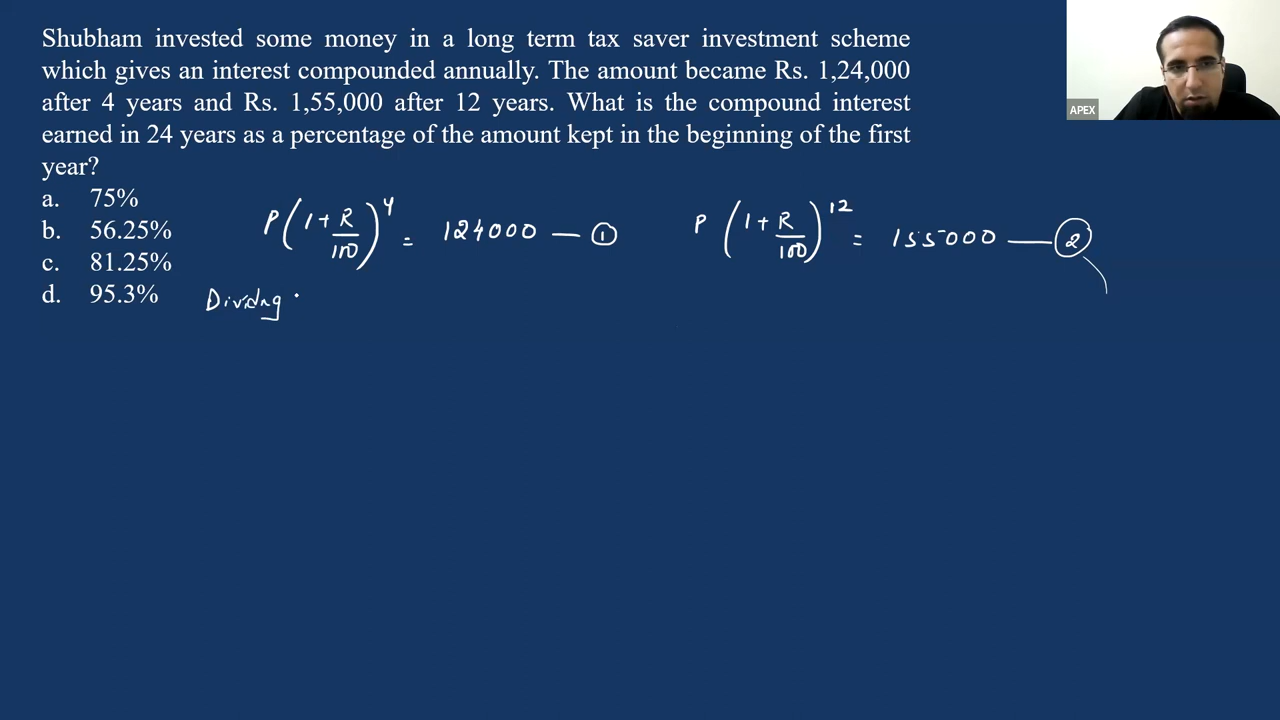 Shubham invested some money in a long term tax saver investment scheme
which gives an interest compounded annually. The amount became Rs. 1,24,000
after 4 years and Rs. 1,55,000 after 12 years. What is the compound interest
earned in 24 years as a percentage of the amount kept in the beginning of the first
year?
a. 75%
b. 56.25%
c. 81.25%
d. 95.3%
P(1+R/100)^4 = 124000 — ①
P(1+R/100)^12 = 155000 — ②
Dividng
APEX